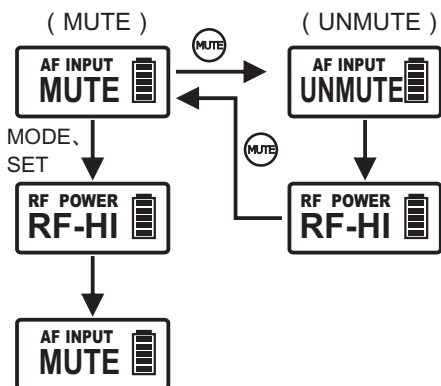 ( MUTE )
( UNMUTE )
MUTE
AF INPUT
MUTE
AF INPUT
UNMUTE
MODE、
SET
MUTE
RF POWER
RF-HI
RF POWER
RF-HI
AF INPUT
MUTE